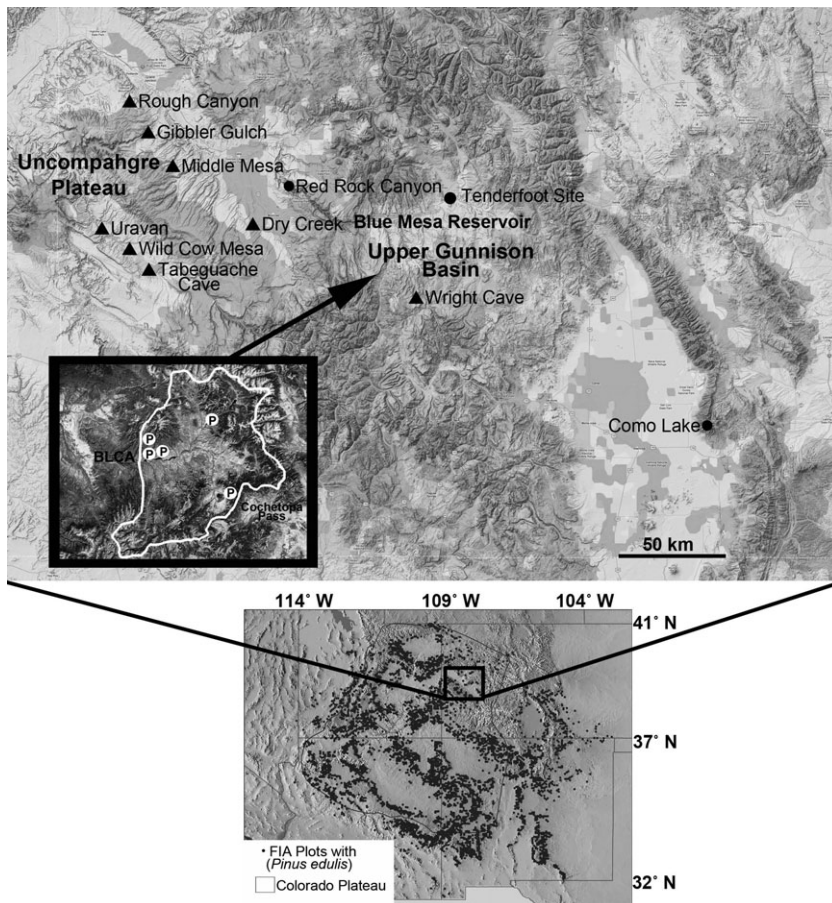 Rough Canyon
Gibbler Gulch
Uncompahgre
Plateau
Middle Mesa
Red Rock Canyon
Tenderfoot Site
Uravan
Dry Creek
Blue Mesa Reservoir
Wild Cow Mesa
Upper Gunnison
Basin
Tabeguache
Cave
Wright Cave
Como Lake
P
P
BLCA
P
P
P
Cochetopa
Pass
50 km
114° W
109° W
104° W
41° N
37° N
32° N
• FIA Plots with
(Pinus edulis)
Colorado Plateau